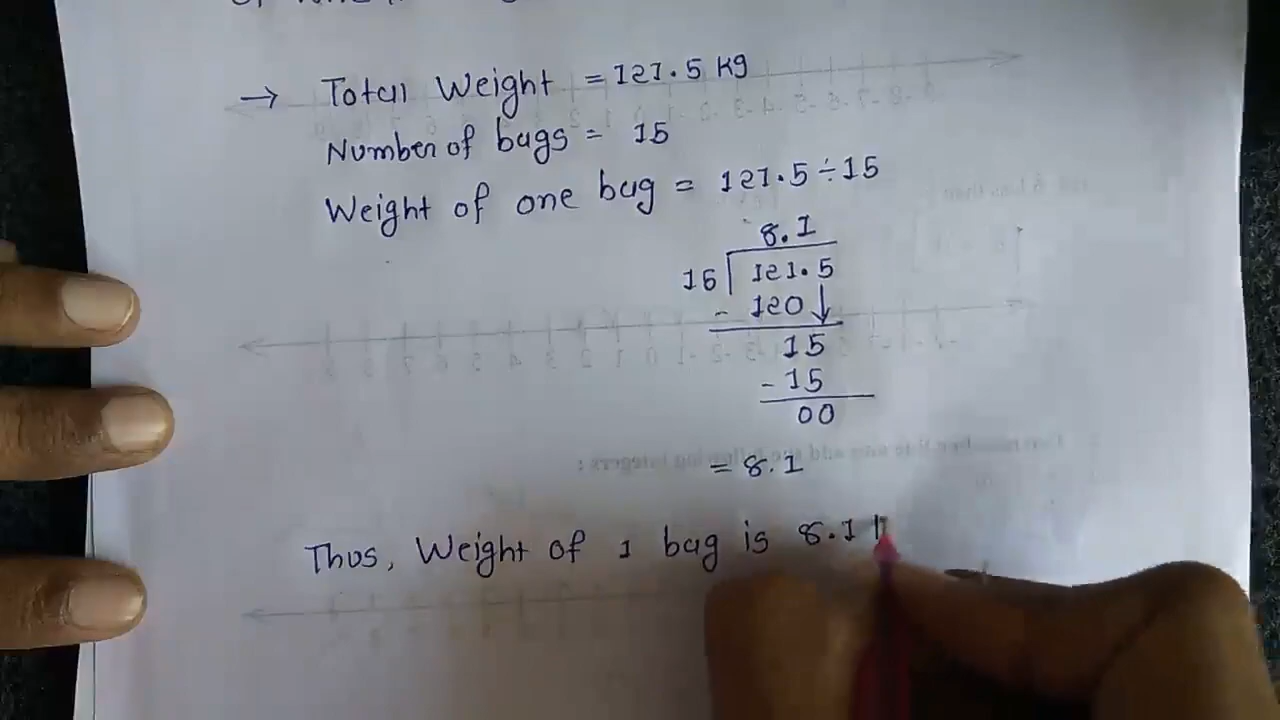 → Total Weight = 121.5 kg
Number of bags = 15
Weight of one bag = 121.5 ÷ 15
8.1
15 121.5
- 120 ↓
15
- 15
00
= 8.1
Thus, Weight of 1 bag is 8.1